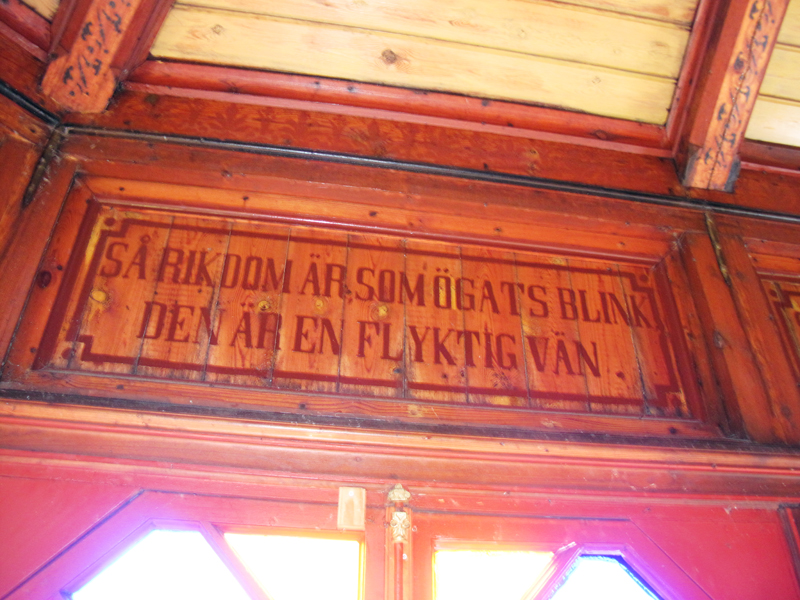 SÅ RIKDOM ÄR, SOM ÖGATS BLINK,
DEN ÄR EN FLYKTIG VÄN.